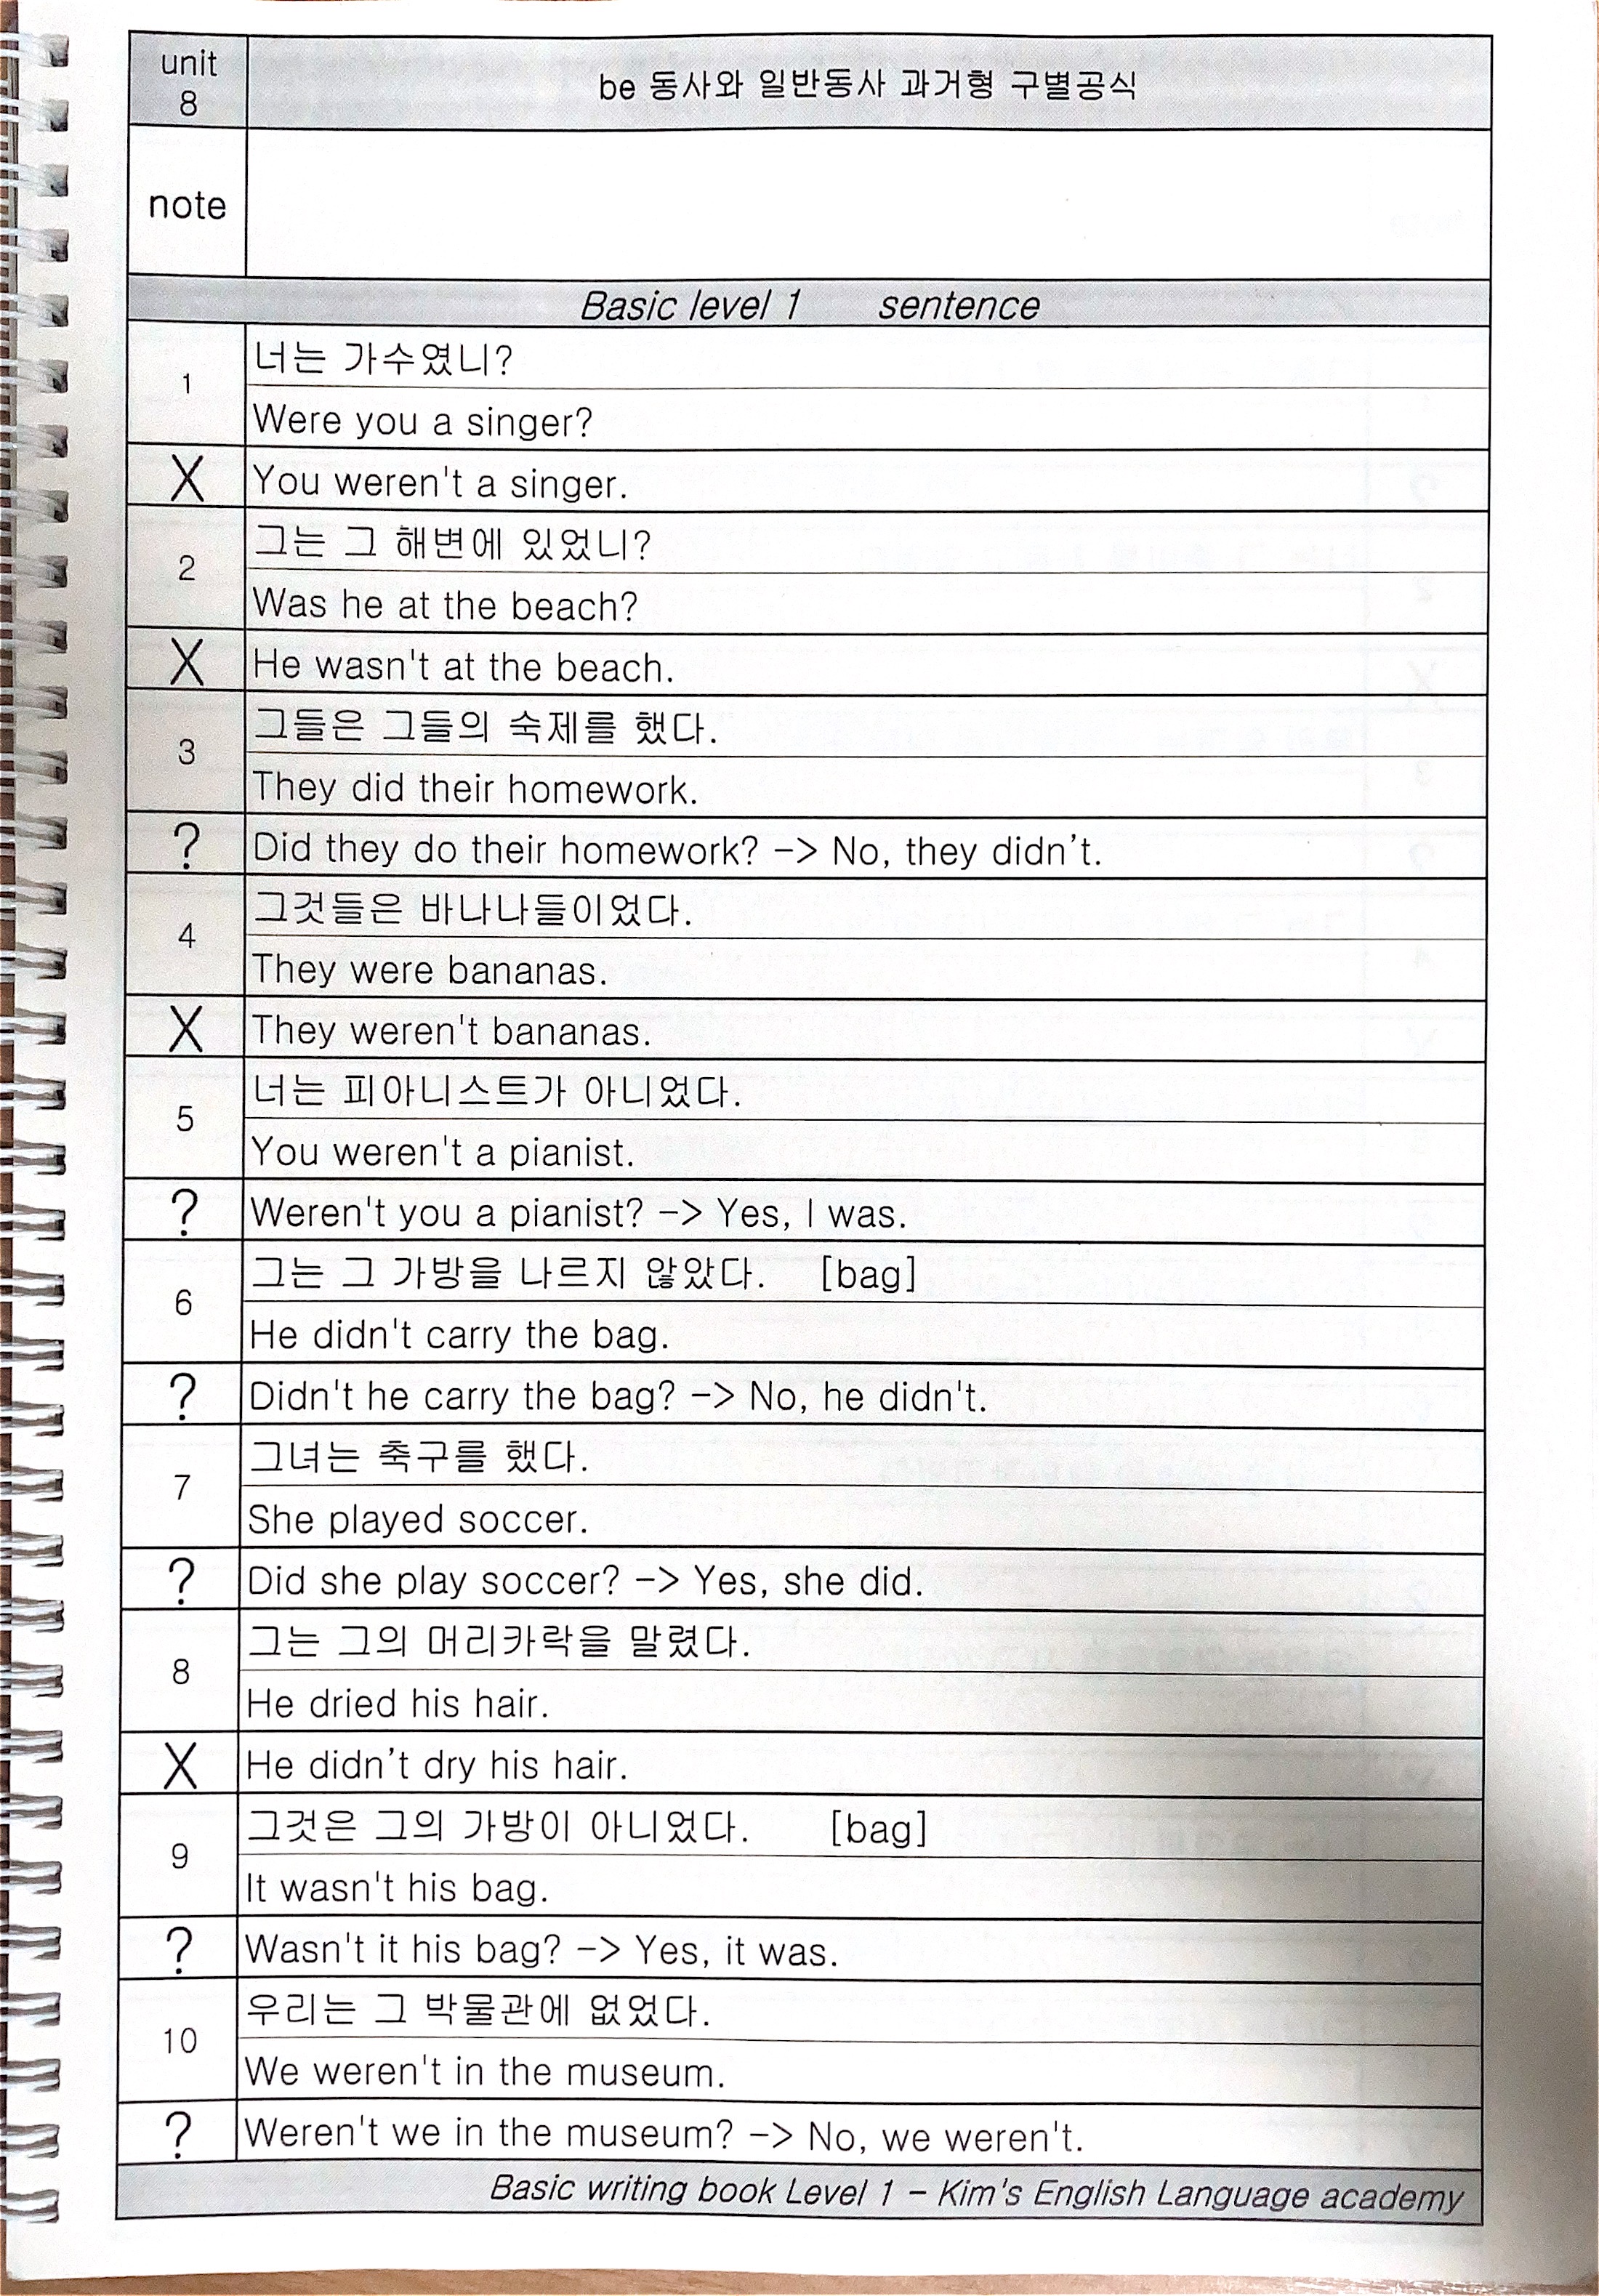 unit
8
be 동사와 일반동사 과거형 구별공식
note
Basic level 1 sentence
1
너는 가수였니?
Were you a singer?
X You weren't a singer.
2
그는 그 해변에 있었니?
Was he at the beach?
X He wasn't at the beach.
3
그들은 그들의 숙제를 했다.
They did their homework.
? Did they do their homework? -> No, they didn't.
4
그것들은 바나나들이었다.
They were bananas.
X They weren't bananas.
5
너는 피아니스트가 아니었다.
You weren't a pianist.
? Weren't you a pianist? -> Yes, I was.
6
그는 그 가방을 나르지 않았다. [bag]
He didn't carry the bag.
? Didn't he carry the bag? -> No, he didn't.
7
그녀는 축구를 했다.
She played soccer.
? Did she play soccer? -> Yes, she did.
8
그는 그의 머리카락을 말렸다.
He dried his hair.
X He didn't dry his hair.
9
그것은 그의 가방이 아니었다. [bag]
It wasn't his bag.
? Wasn't it his bag? -> Yes, it was.
10
우리는 그 박물관에 없었다.
We weren't in the museum.
? Weren't we in the museum? -> No, we weren't.
Basic writing book Level 1 - Kim's English Language academy